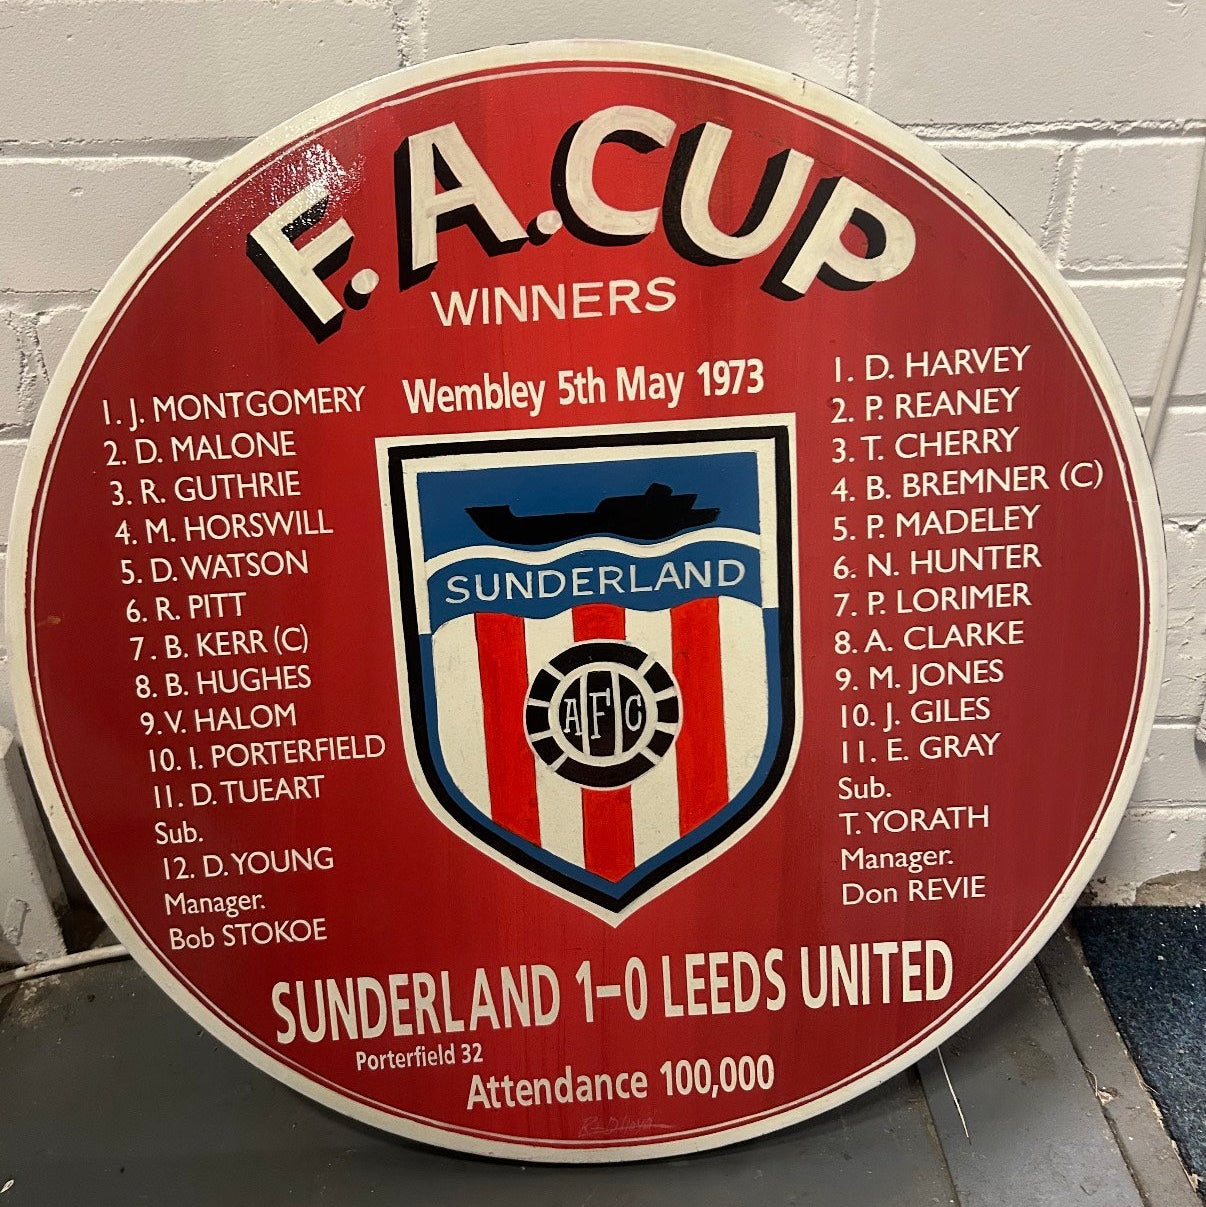 F.A.CUP
WINNERS
Wembley 5th May 1973
1. J. MONTGOMERY
2. D. MALONE
3. R. GUTHRIE
4. M. HORSWILL
5. D. WATSON
6. R. PITT
7. B. KERR (C)
8. B. HUGHES
9. V. HALOM
10. I. PORTERFIELD
11. D. TUEART
Sub.
12. D. YOUNG
Manager.
Bob STOKOE
SUNDERLAND
AFC
1. D. HARVEY
2. P. REANEY
3. T. CHERRY
4. B. BREMNER (C)
5. P. MADELEY
6. N. HUNTER
7. P. LORIMER
8. A. CLARKE
9. M. JONES
10. J. GILES
11. E. GRAY
Sub.
T. YORATH
Manager.
Don REVIE
SUNDERLAND 1-0 LEEDS UNITED
Porterfield 32
Attendance 100,000